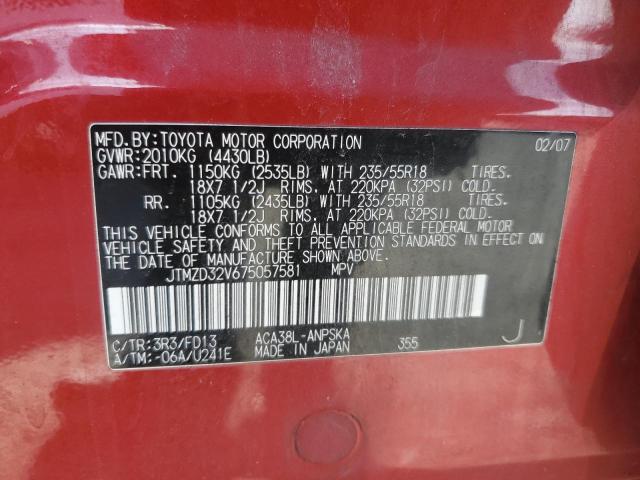 MFD.BY:TOYOTA MOTOR CORPORATION 02/07
GVWR:2010KG (4430LB)
GAWR:FRT. 1150KG (2535LB) WITH 235/55R18 TIRES.
18X7 1/2J RIMS. AT 220KPA (32PSI) COLD.
RR. 1105KG (2435LB) WITH 235/55R18 TIRES.
18X7 1/2J RIMS. AT 220KPA (32PSI) COLD.
THIS VEHICLE CONFORMS TO ALL APPLICABLE FEDERAL MOTOR
VEHICLE SAFETY AND THEFT PREVENTION STANDARDS IN EFFECT ON
THE DATE OF MANUFACTURE SHOWN ABOVE.
JTMZD32V675057581 MPV
C/TR:3R3/FD13 ACA38L-ANPSKA 355 J
A/TM:-06A/U241E MADE IN JAPAN